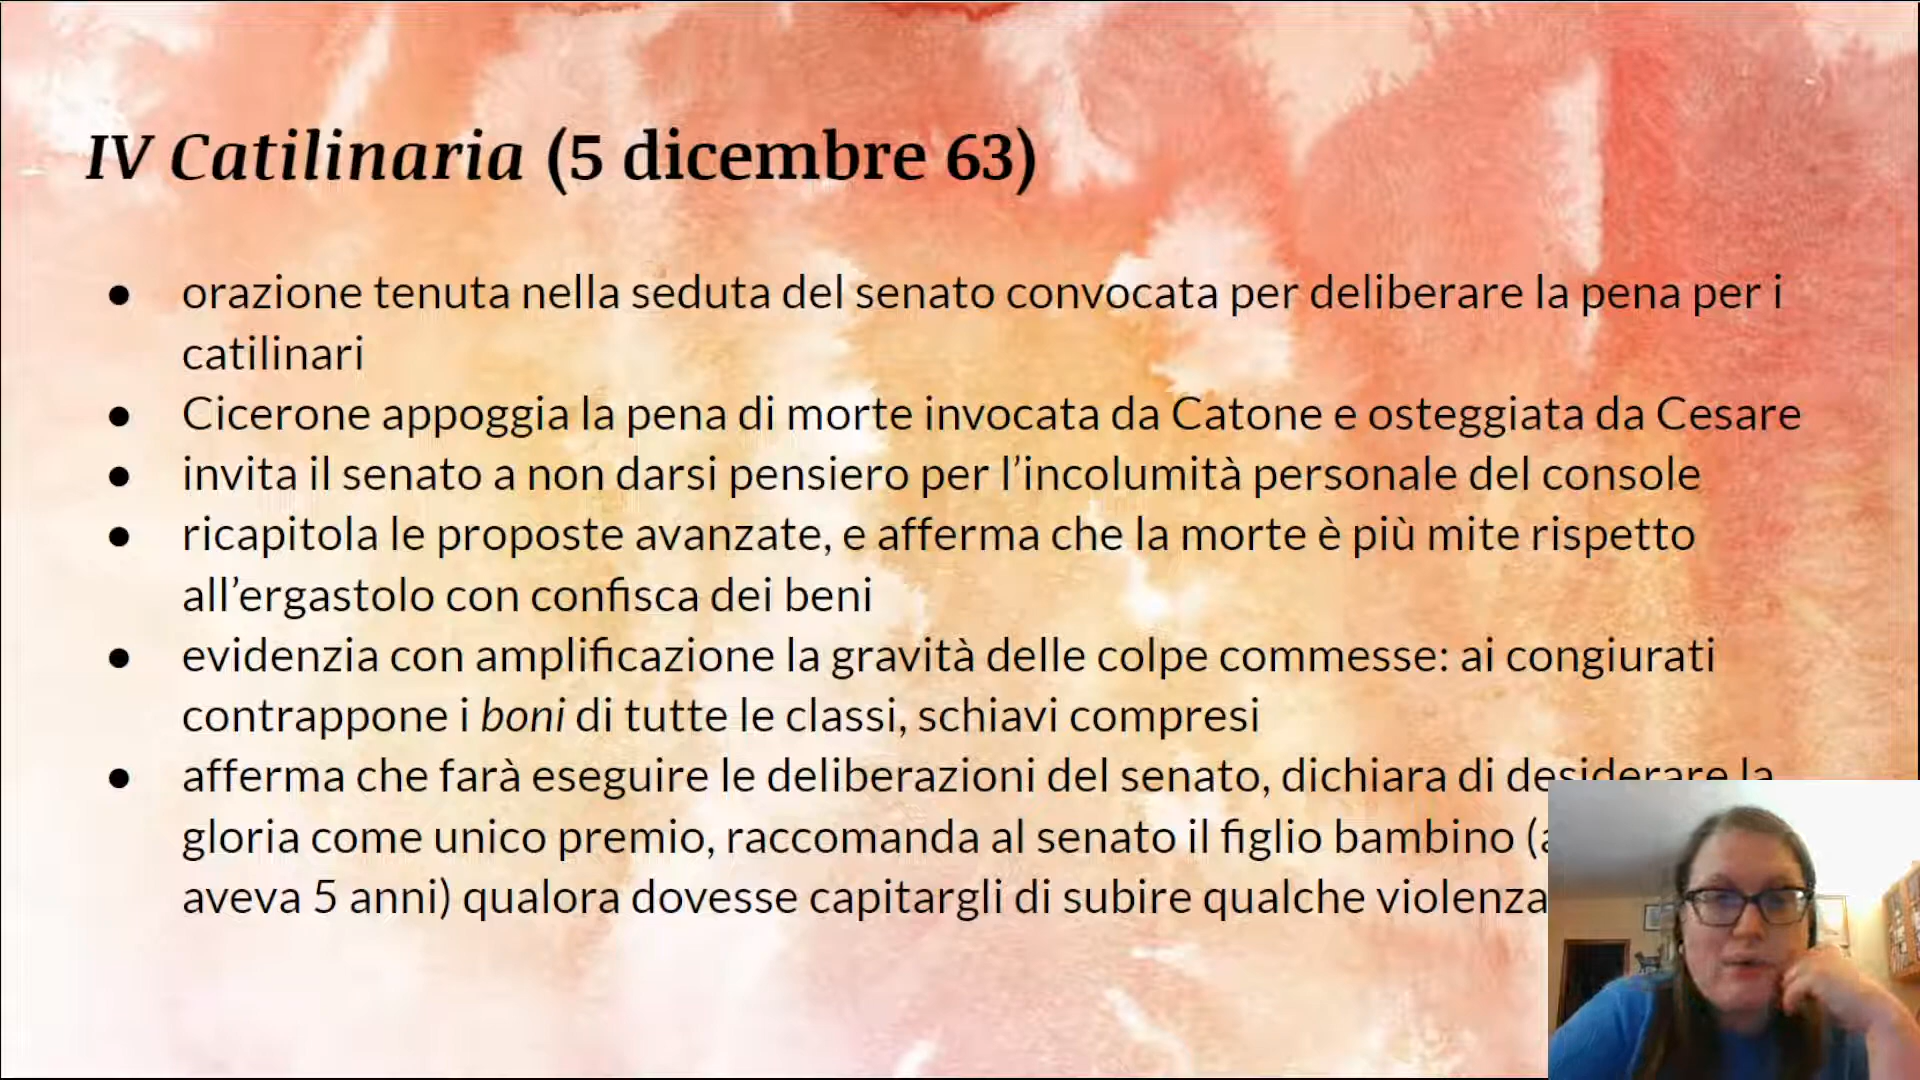 IV Catilinaria (5 dicembre 63)
● orazione tenuta nella seduta del senato convocata per deliberare la pena per i
catilinari
● Cicerone appoggia la pena di morte invocata da Catone e osteggiata da Cesare
● invita il senato a non darsi pensiero per l’incolumità personale del console
● ricapitola le proposte avanzate, e afferma che la morte è più mite rispetto
all’ergastolo con confisca dei beni
● evidenzia con amplificazione la gravità delle colpe commesse: ai congiurati
contrappone i boni di tutte le classi, schiavi compresi
● afferma che farà eseguire le deliberazioni del senato, dichiara di desiderare la
gloria come unico premio, raccomanda al senato il figlio bambino (
aveva 5 anni) qualora dovesse capitargli di subire qualche violenza